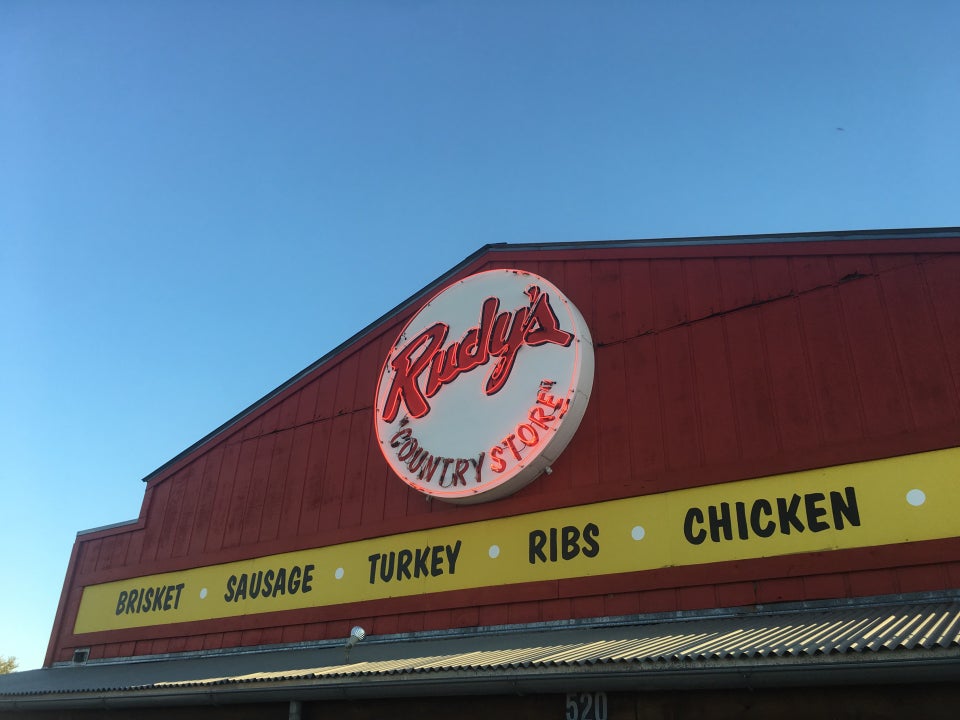 Rudy's
"COUNTRY STORE"
BRISKET • SAUSAGE • TURKEY • RIBS • CHICKEN •
520